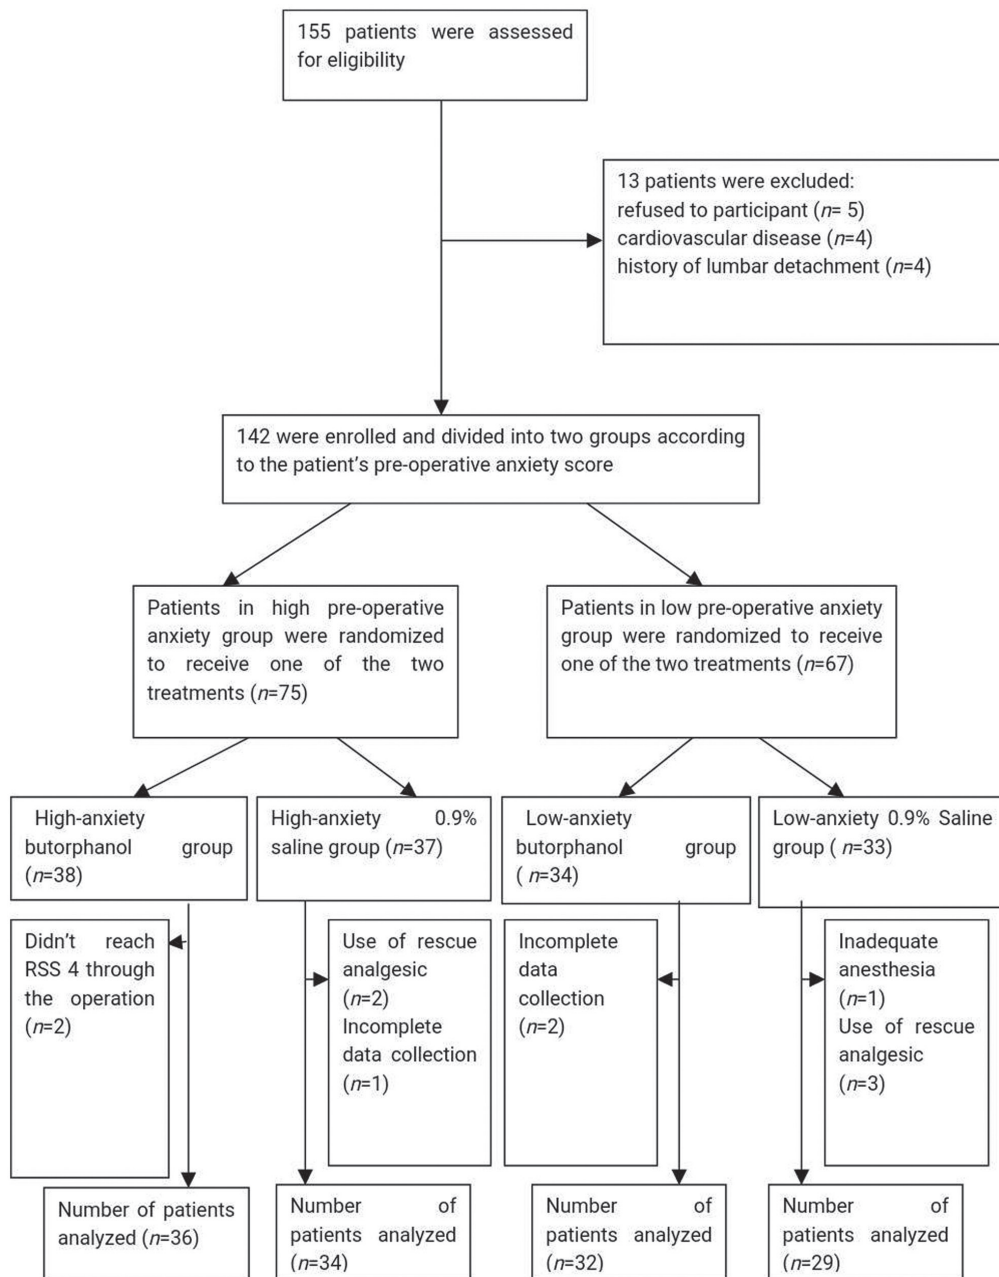 155 patients were assessed
for eligibility
13 patients were excluded:
refused to participant (n= 5)
cardiovascular disease (n=4)
history of lumbar detachment (n=4)
142 were enrolled and divided into two groups according
to the patient’s pre-operative anxiety score
Patients in high pre-operative
anxiety group were randomized
to receive one of the two
treatments (n=75)
Patients in low pre-operative anxiety
group were randomized to receive
one of the two treatments (n=67)
High-anxiety
butorphanol group
(n=38)
High-anxiety 0.9%
saline group (n=37)
Low-anxiety
butorphanol group
( n=34)
Low-anxiety 0.9% Saline
group ( n=33)
Didn’t reach
RSS 4 through
the operation
(n=2)
Use of rescue
analgesic
(n=2)
Incomplete
data collection
(n=1)
Incomplete
data
collection
(n=2)
Inadequate
anesthesia
(n=1)
Use of rescue
analgesic
(n=3)
Number of patients
analyzed (n=36)
Number of
patients analyzed
(n=34)
Number of
patients analyzed
(n=32)
Number of
patients analyzed
(n=29)